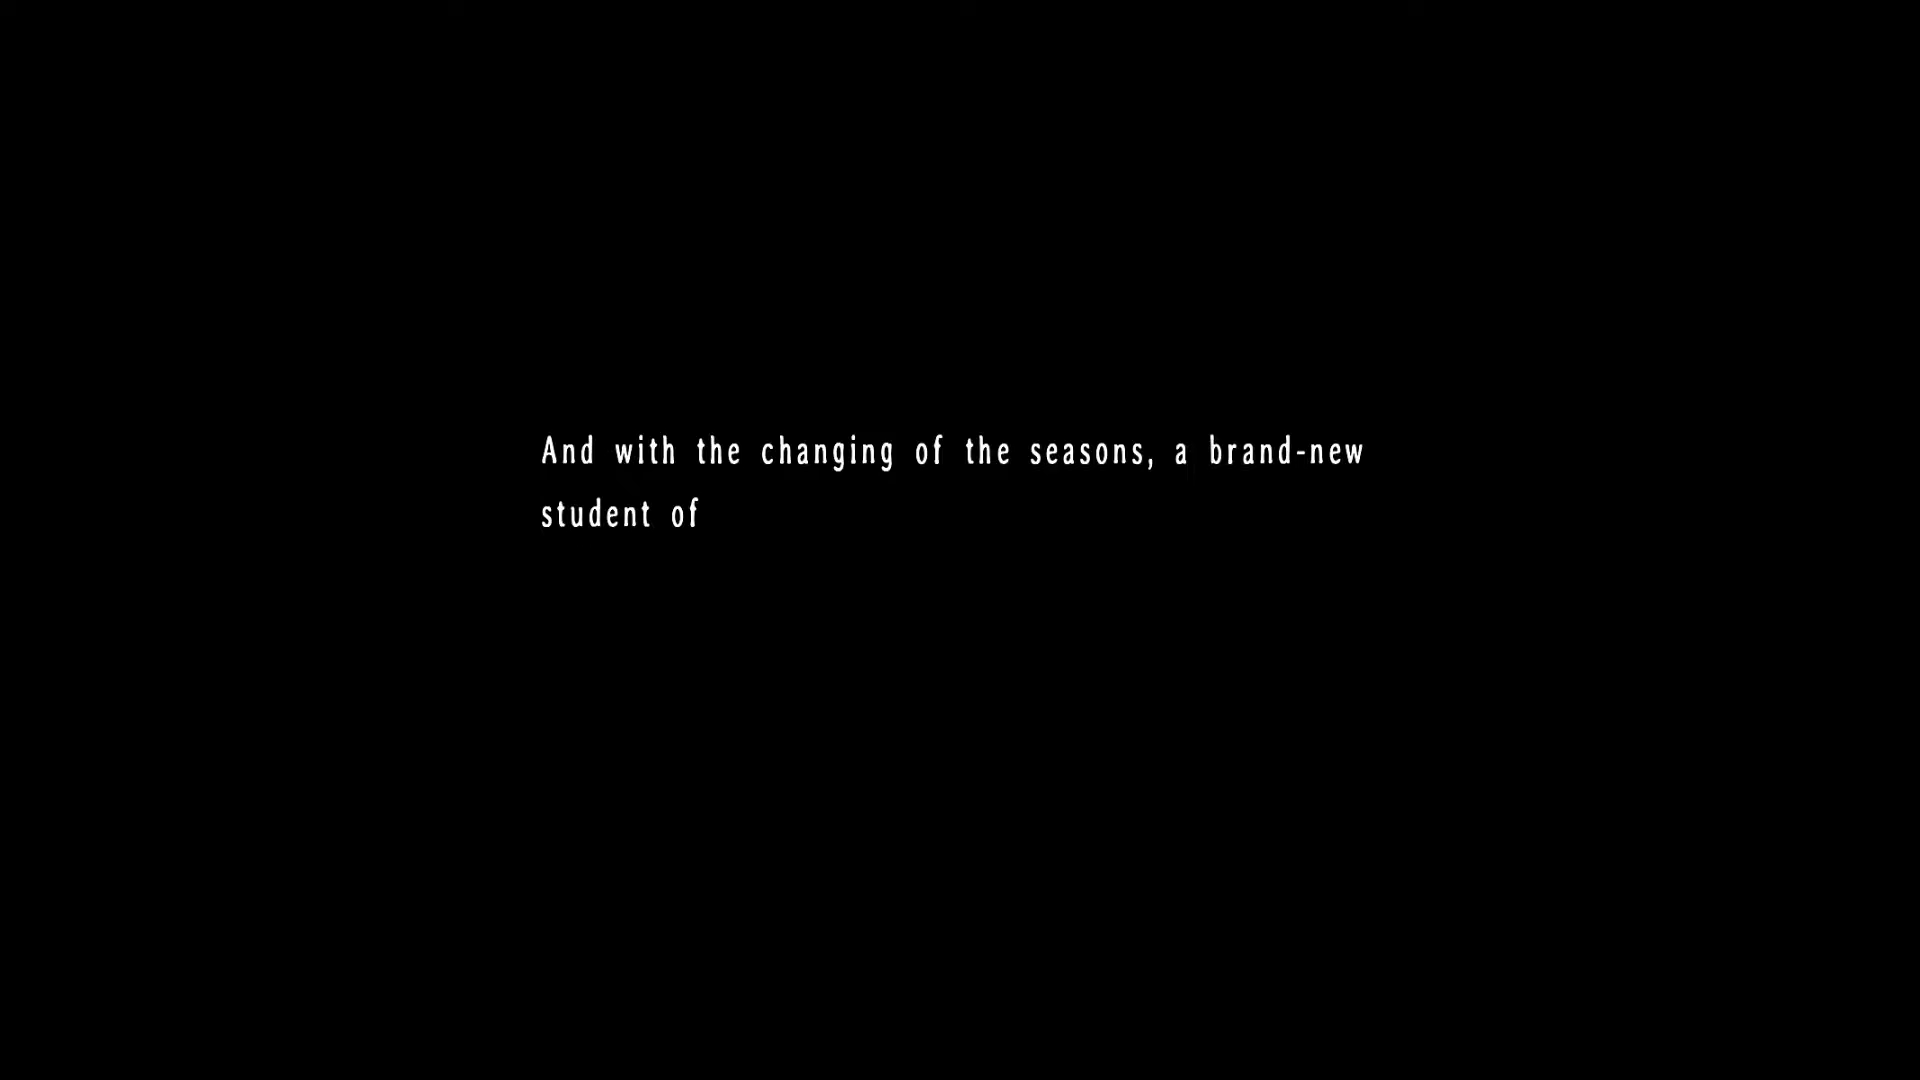 And with the changing of the seasons, a brand-new
student of